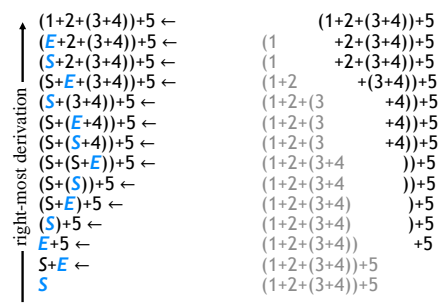 (1+2+(3+4))+5 ← (1+2+(3+4))+5
(E+2+(3+4))+5 ← (1 +2+(3+4))+5
(S+2+(3+4))+5 ← (1 +2+(3+4))+5
(S+E+(3+4))+5 ← (1+2 +(3+4))+5
(S+(3+4))+5 ← (1+2+(3 +4))+5
(S+(E+4))+5 ← (1+2+(3 +4))+5
(S+(S+4))+5 ← (1+2+(3 +4))+5
(S+(S+E))+5 ← (1+2+(3+4 ))+5
(S+(S))+5 ← (1+2+(3+4 ))+5
(S+E)+5 ← (1+2+(3+4) )+5
(S)+5 ← (1+2+(3+4) )+5
E+5 ← (1+2+(3+4)) +5
S+E ← (1+2+(3+4))+5
S (1+2+(3+4))+5
right-most derivation